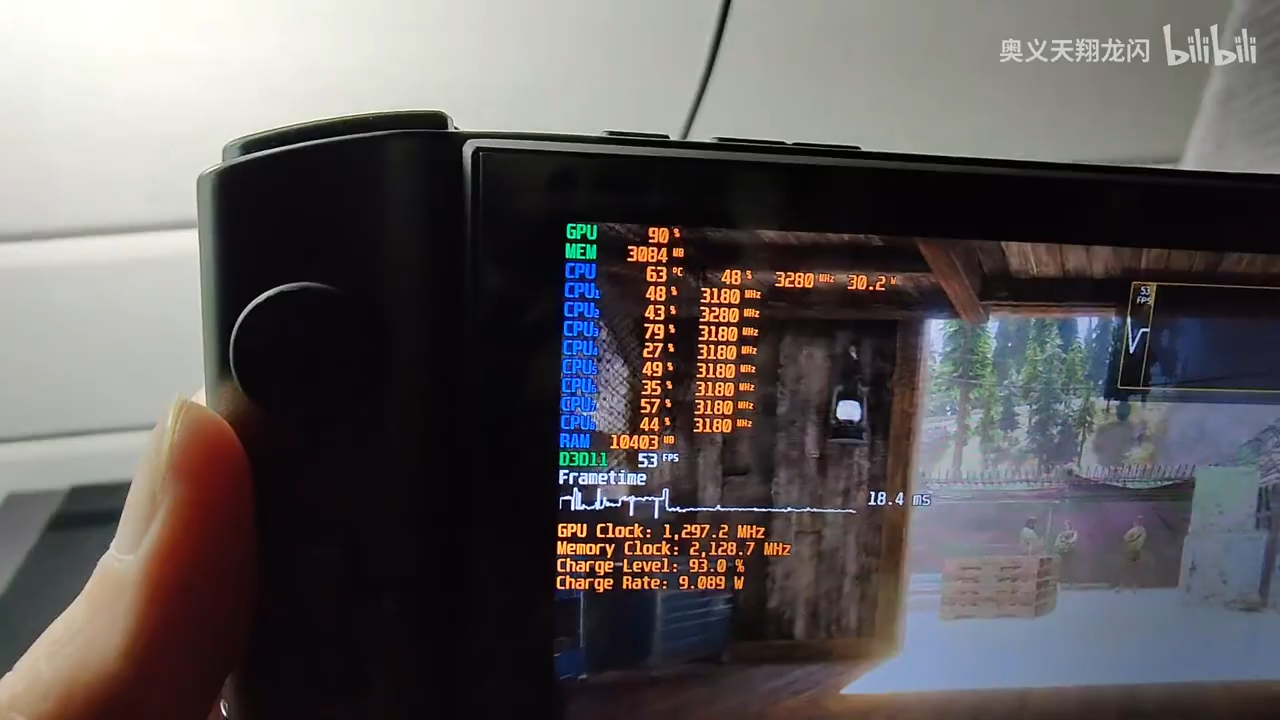 奥义天翔龙闪 bilibili
GPU 90 %
MEM 3084 MB
CPU 63 °C 48 % 3280 MHz 30.2 W
CPU1 48 % 3180 MHz
CPU2 43 % 3280 MHz
CPU3 79 % 3180 MHz
CPU4 27 % 3180 MHz
CPU5 49 % 3180 MHz
CPU6 35 % 3180 MHz
CPU7 57 % 3180 MHz
CPU8 44 % 3180 MHz
RAM 10403 MB
D3D11 53 FPS
Frametime
18.4 ms
GPU Clock: 1,297.2 MHz
Memory Clock: 2,128.7 MHz
Charge Level: 93.0 %
Charge Rate: 9.089 W
53
FPS